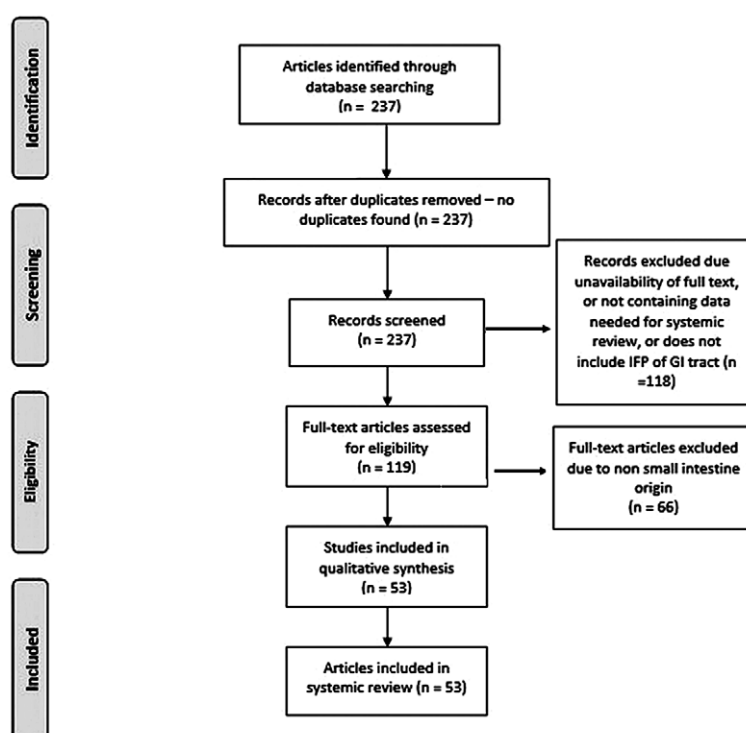 Identification
Articles identified through
database searching
(n = 237)
Records after duplicates removed – no
duplicates found (n = 237)
Screening
Records screened
(n = 237)
Records excluded due
unavailability of full text,
or not containing data
needed for systemic
review, or does not
include IFP of GI tract (n
=118)
Eligibility
Full-text articles assessed
for eligibility
(n = 119)
Full-text articles excluded
due to non small intestine
origin
(n = 66)
Studies included in
qualitative synthesis
(n = 53)
Included
Articles included in
systemic review (n = 53)